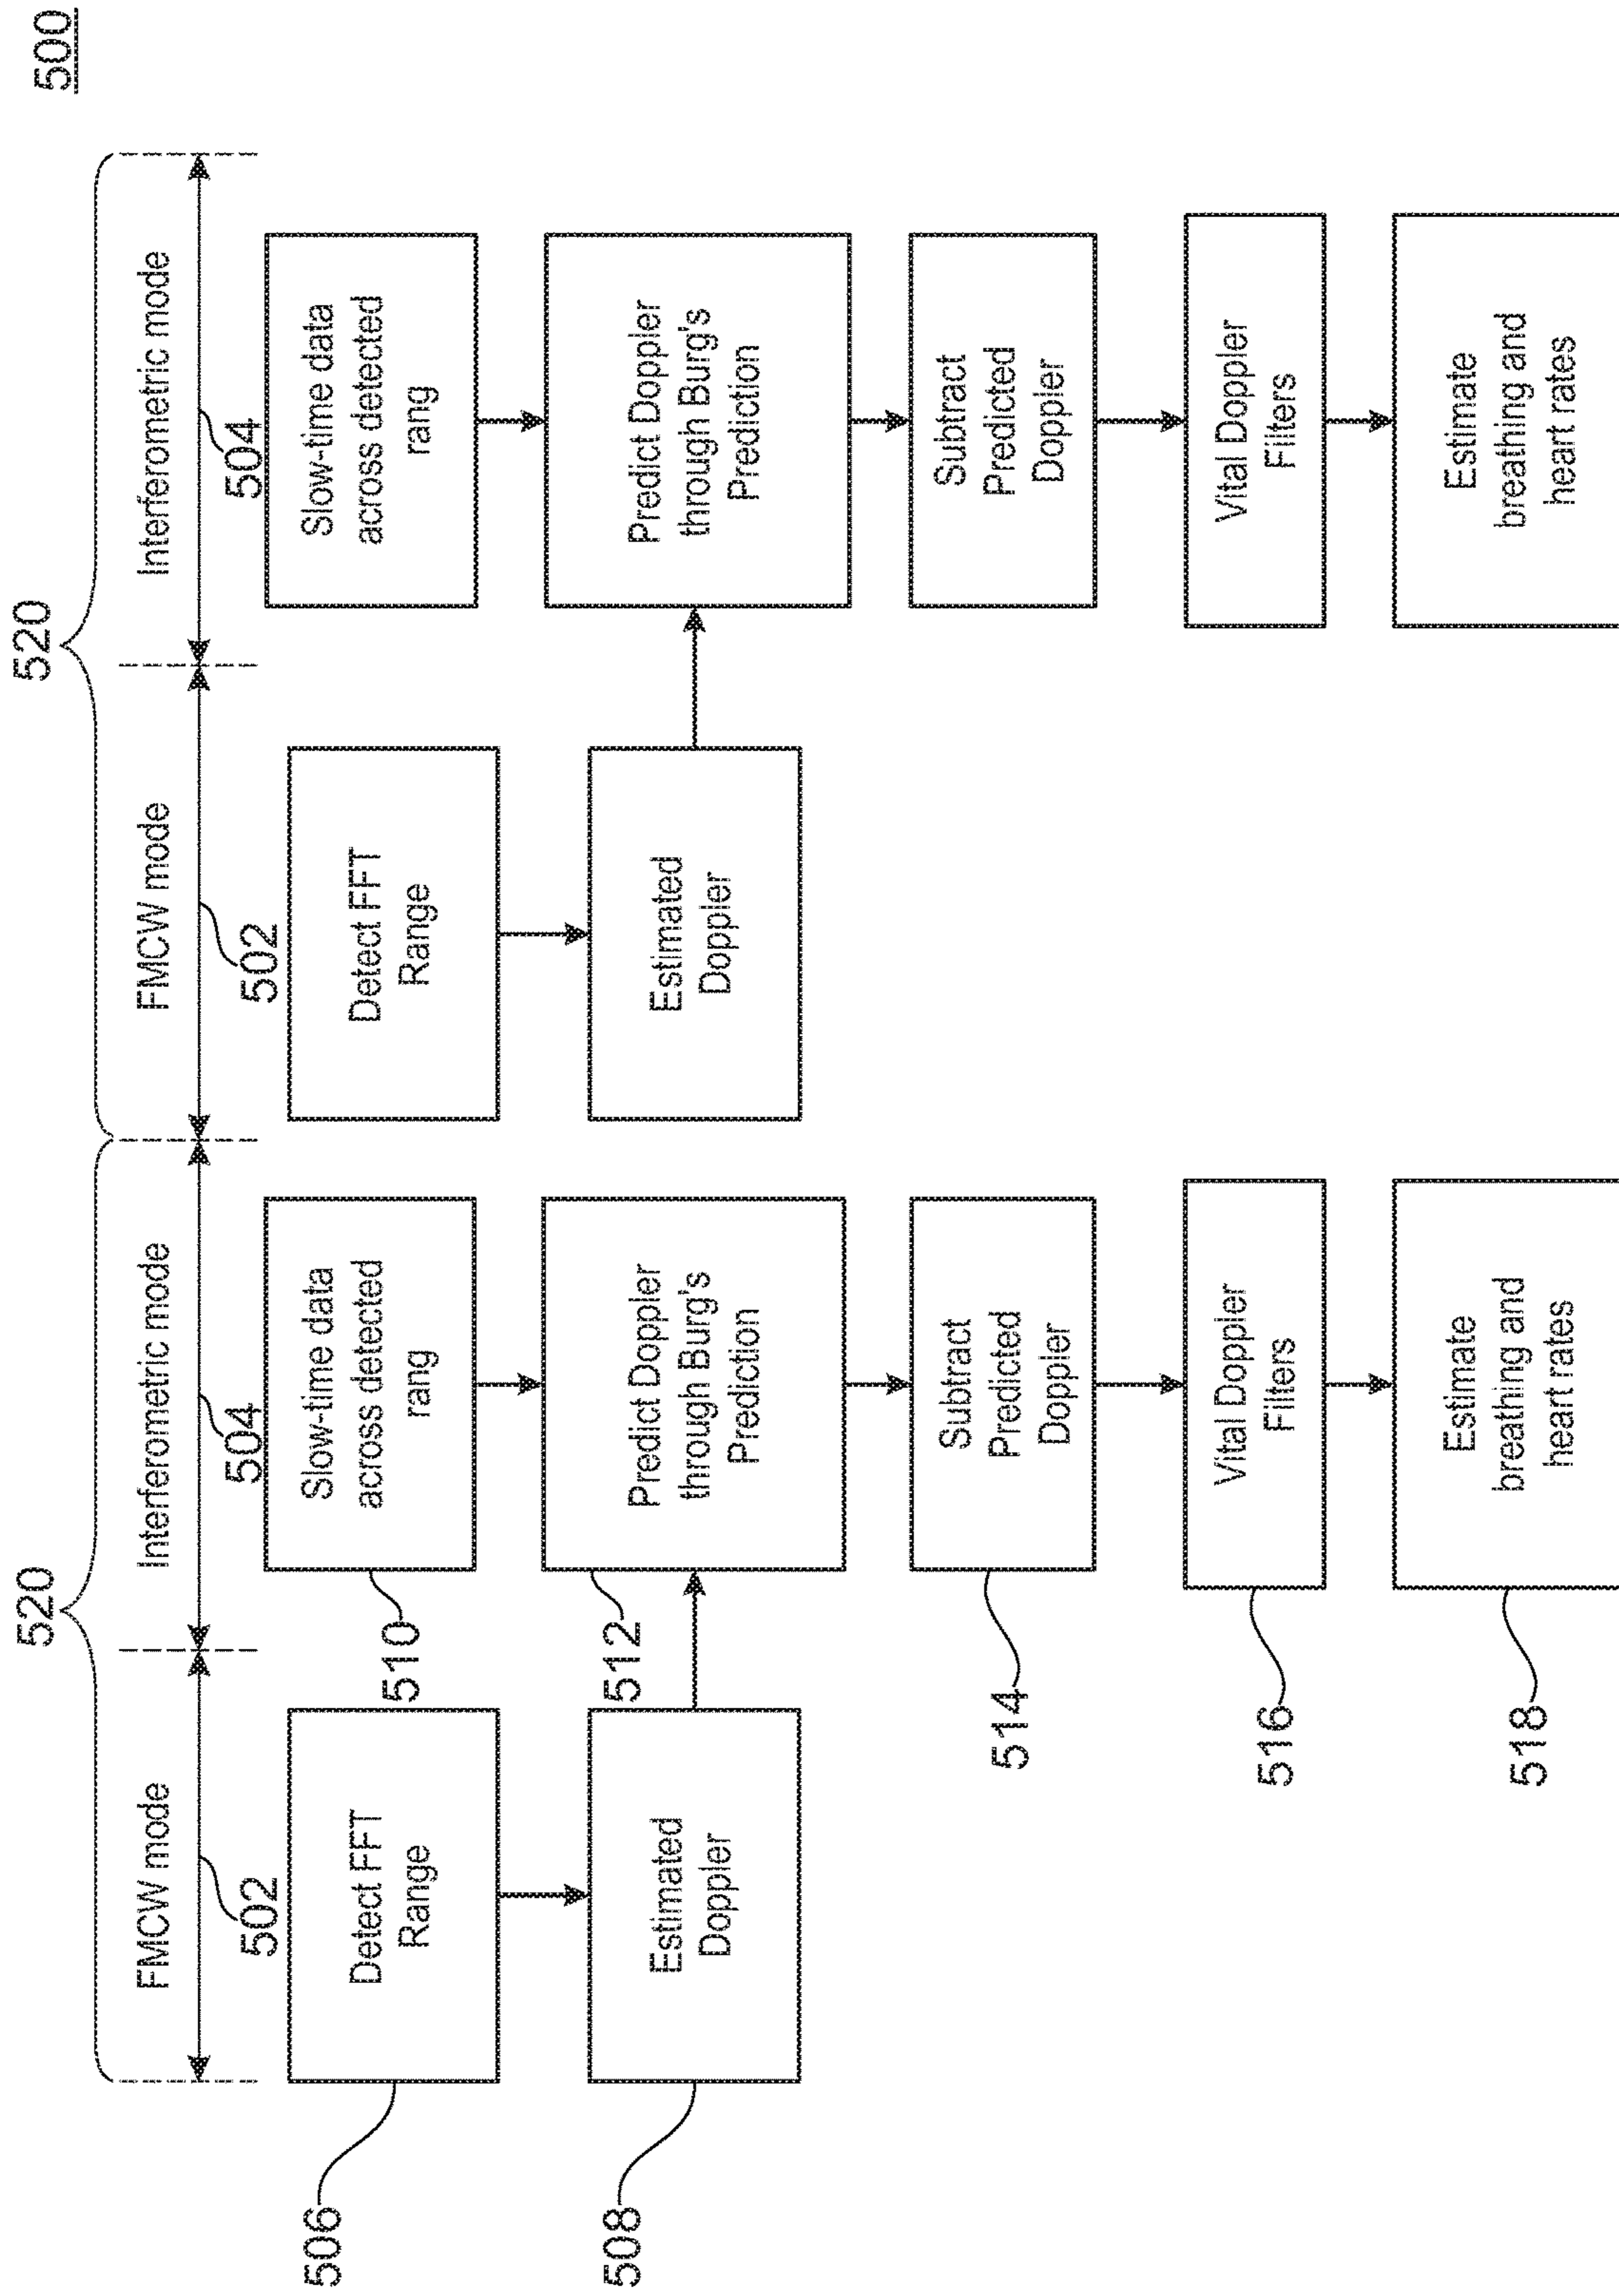 500
520
520
FMCW mode
Interferometric mode
FMCW mode
Interferometric mode
502
504
502
504
506
Detect FFT
Range
510
Slow-time data
across detected
rang
Detect FFT
Range
Slow-time data
across detected
rang
508
Estimated
Doppler
512
Predict Doppler
through Burg's
Prediction
Estimated
Doppler
Predict Doppler
through Burg's
Prediction
514
Subtract
Predicted
Doppler
Subtract
Predicted
Doppler
516
Vital Doppler
Filters
Vital Doppler
Filters
518
Estimate
breathing and
heart rates
Estimate
breathing and
heart rates